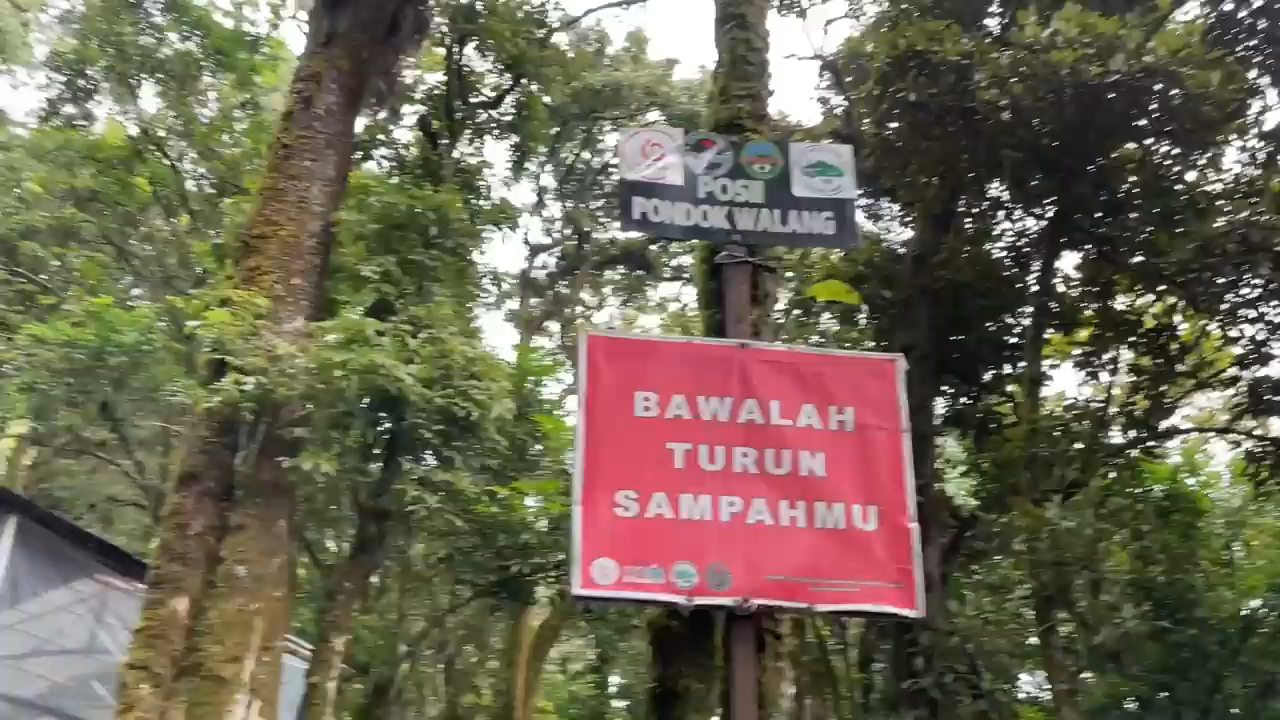 POS II
PONDOK WALANG
BAWALAH
TURUN
SAMPAHMU